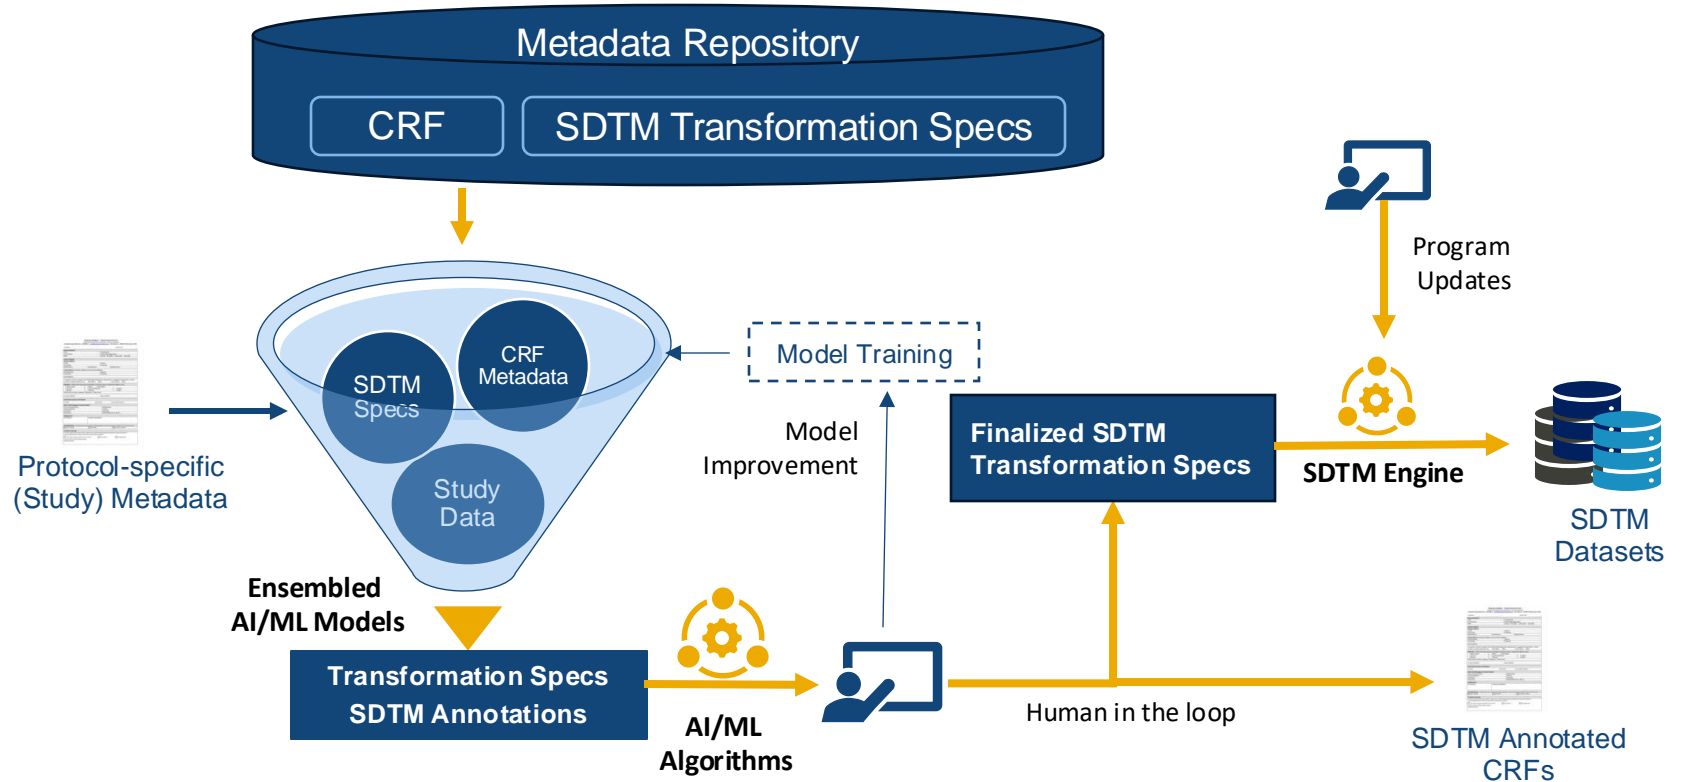 Metadata Repository
CRF
SDTM Transformation Specs
Program
Updates
CRF
Metadata
SDTM
Specs
Study
Data
Model Training
Model
Improvement
Protocol-specific
(Study) Metadata
Finalized SDTM
Transformation Specs
SDTM Engine
SDTM
Datasets
Ensembled
AI/ML Models
Transformation Specs
SDTM Annotations
AI/ML
Algorithms
Human in the loop
SDTM Annotated
CRFs